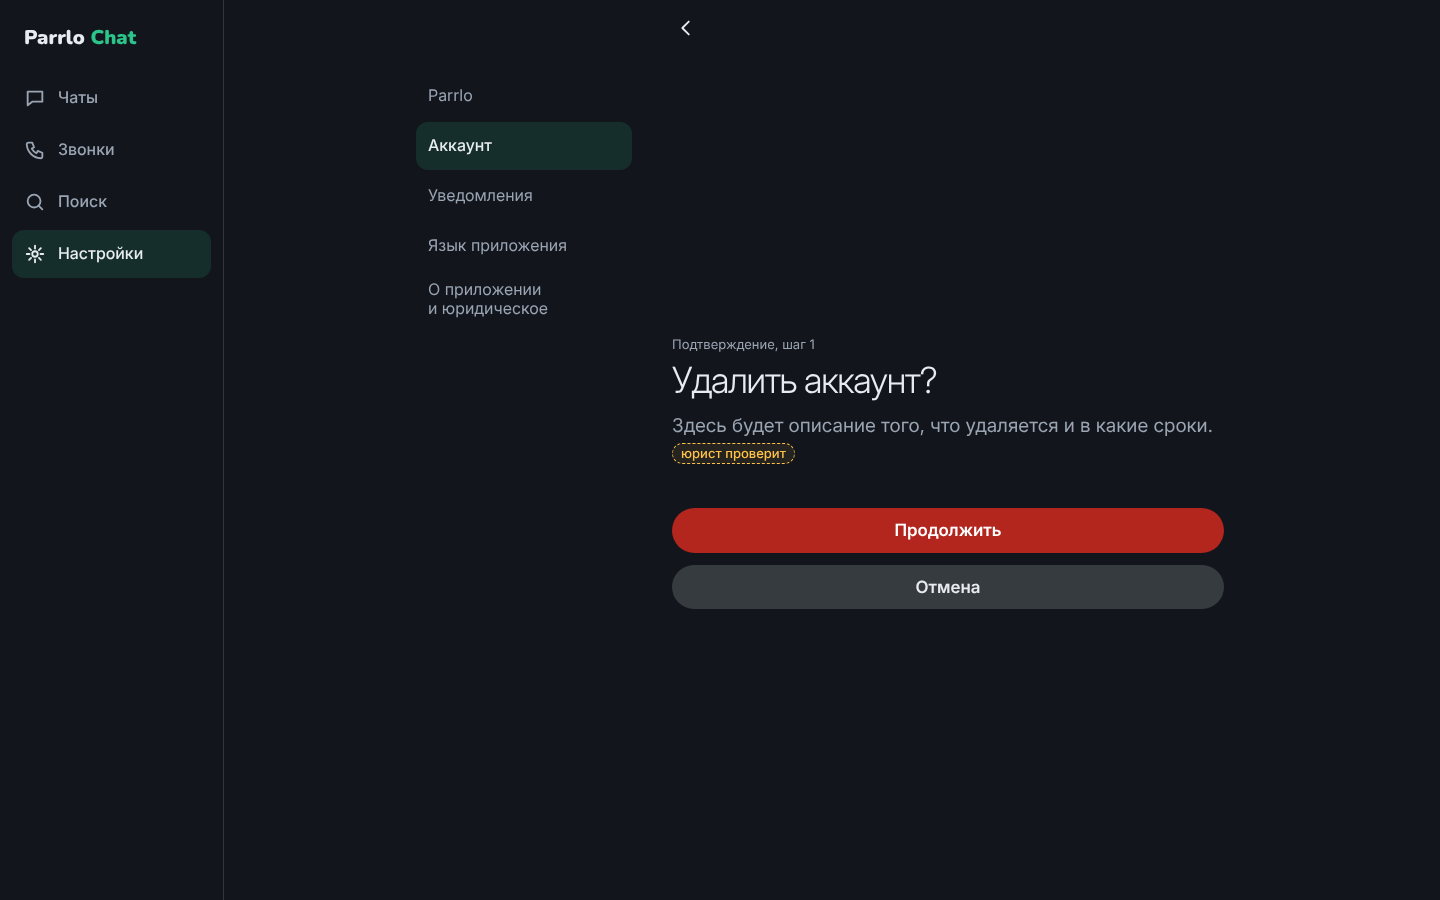 Parrlo Chat
Чаты
Звонки
Поиск
Настройки
Parrlo
Аккаунт
Уведомления
Язык приложения
О приложении
и юридическое
Подтверждение, шаг 1
Удалить аккаунт?
Здесь будет описание того, что удаляется и в какие сроки.
юрист проверит
Продолжить
Отмена